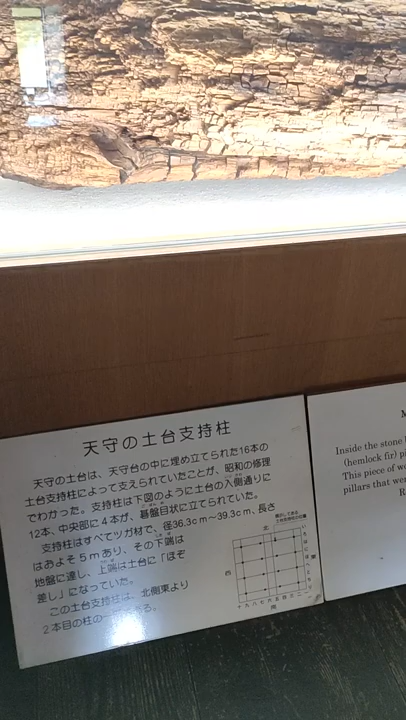 天守の土台支持柱
天守の土台は、天守台の中に埋め立てられた16本の
土台支持柱によって支えられていたことが、昭和の修理
でわかった。支持柱は下図のように土台の入側通りに
12本、中央部に4本が、碁盤目状に立てられていた。
支持柱はすべてツガ材で、径36.3cm~39.3cm、長さ
はおよそ5mあり、その下端は
地盤に達し、上端は土台に「ほぞ
差し」になっていた。
この土台支持柱は、北側東より
2本目の柱の
ある。
北
西
東
南
Inside the stone
(hemlock fir) pi
This piece of wo
pillars that wer
R